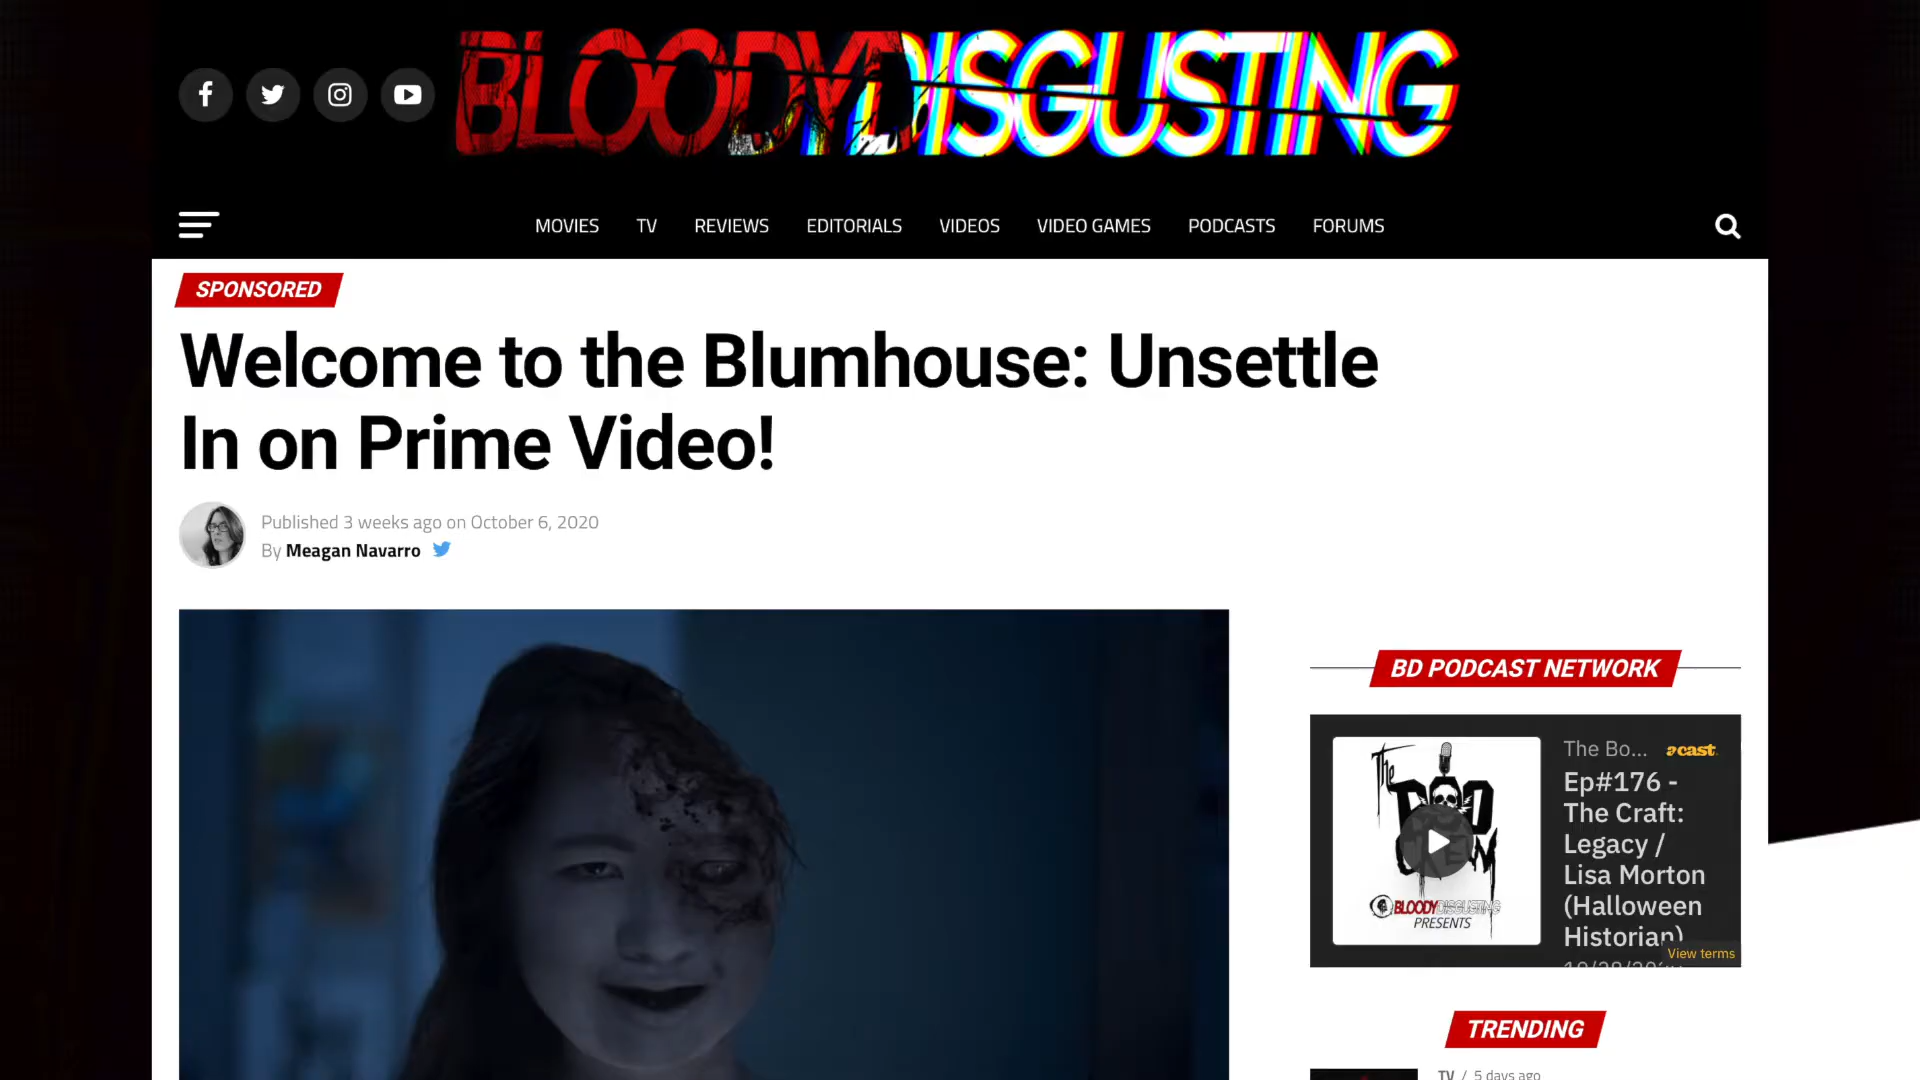 BLOODY DISGUSTING
MOVIES TV REVIEWS EDITORIALS VIDEOS VIDEO GAMES PODCASTS FORUMS
SPONSORED
Welcome to the Blumhouse: Unsettle
In on Prime Video!
Published 3 weeks ago on October 6, 2020
By Meagan Navarro
BD PODCAST NETWORK
The Bo... acast
Ep#176 -
The Craft:
Legacy /
Lisa Morton
(Halloween
Historian)
View terms
The
BOO
CREW
BLOODY DISGUSTING
PRESENTS
TRENDING
TV / 5 days ago